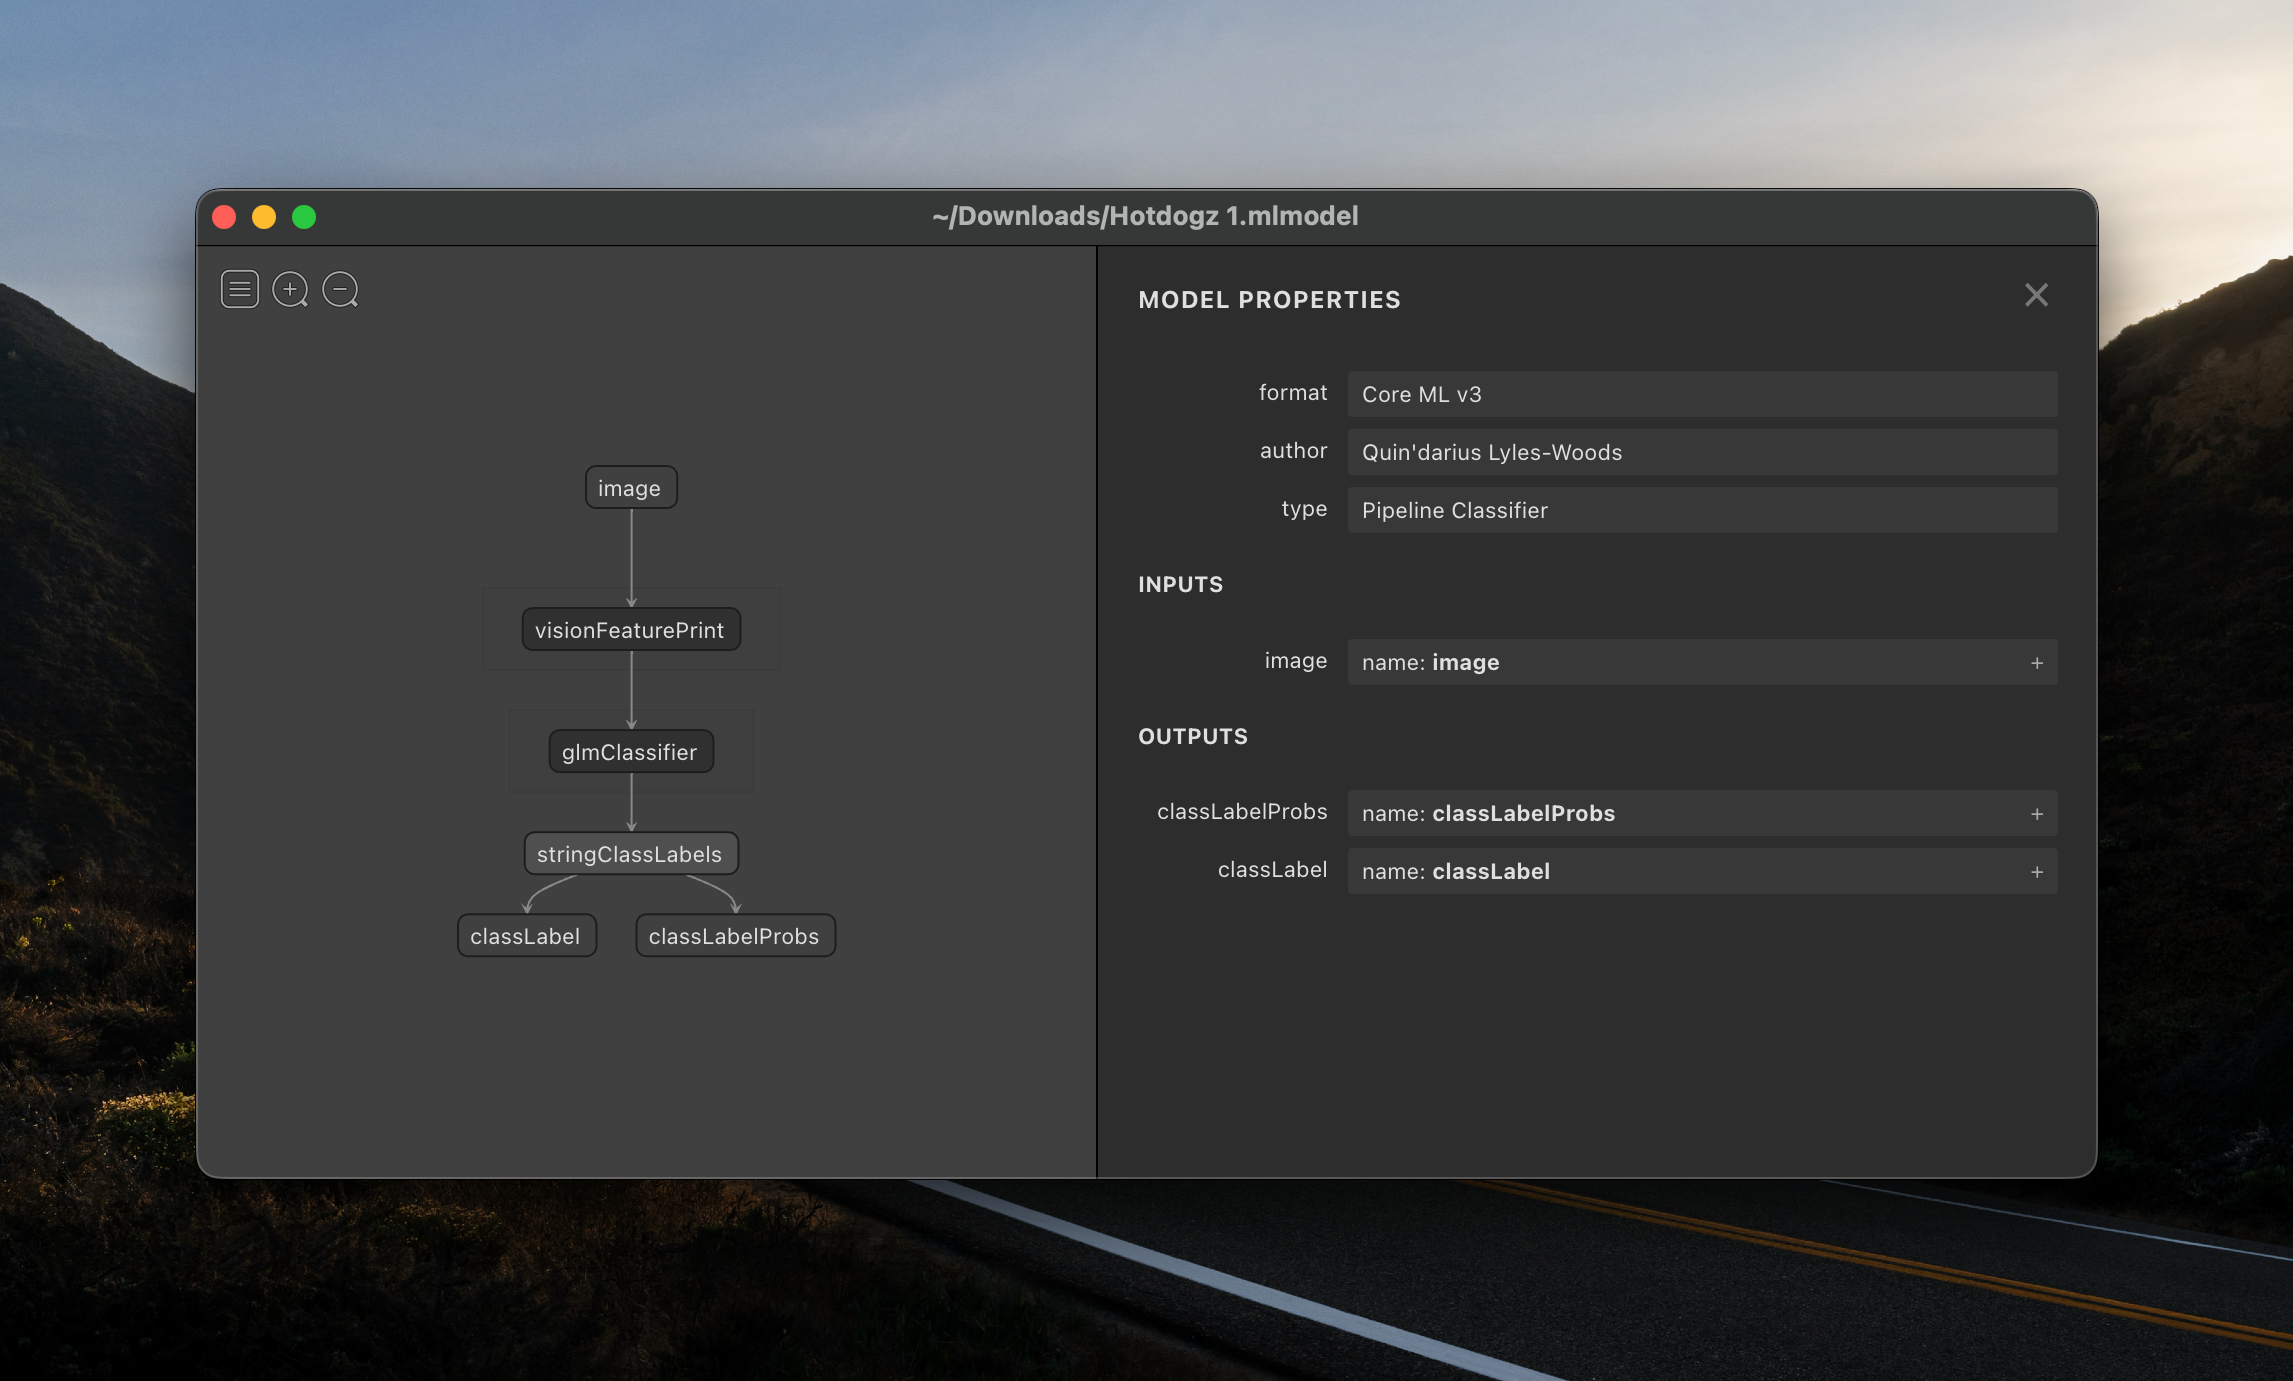 ~/Downloads/Hotdogz 1.mlmodel
image
visionFeaturePrint
glmClassifier
stringClassLabels
classLabel classLabelProbs
MODEL PROPERTIES
format Core ML v3
author Quin'darius Lyles-Woods
type Pipeline Classifier
INPUTS
image name: image +
OUTPUTS
classLabelProbs name: classLabelProbs +
classLabel name: classLabel +